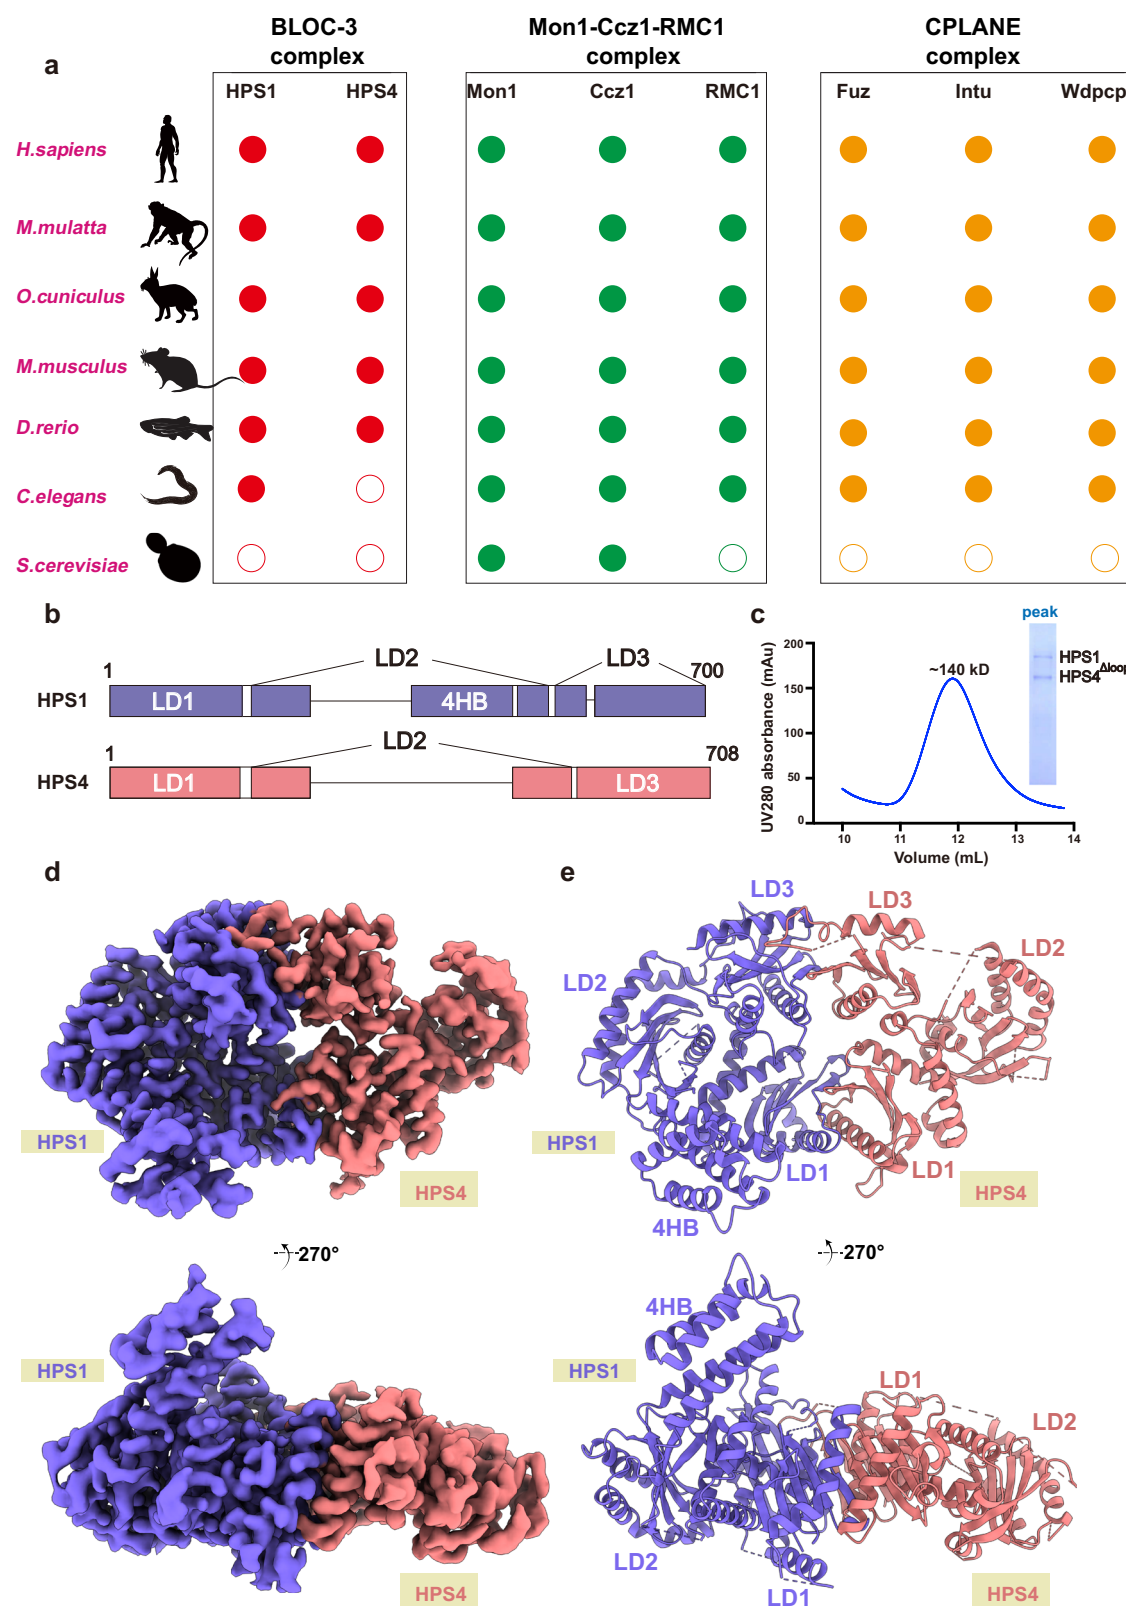 BLOC-3
complex
Mon1-Ccz1-RMC1
complex
CPLANE
complex
a
HPS1 HPS4 Mon1 Ccz1 RMC1 Fuz Intu Wdpcp
H.sapiens
M.mulatta
O.cuniculus
M.musculus
D.rerio
C.elegans
S.cerevisiae
b
LD2 LD3
1 700
HPS1 LD1 4HB
LD2
1 708
HPS4 LD1 LD3
c
peak
HPS1
HPS4Δloop
~140 kD
UV280 absorbance (mAu)
200
150
100
50
0
10 11 12 13 14
Volume (mL)
d
HPS1
HPS4
270°
HPS1
HPS4
e
LD3 LD3
LD2 LD2
HPS1
LD1 LD1
HPS4
4HB
270°
4HB
HPS1
LD1
LD2
LD2
LD1
HPS4